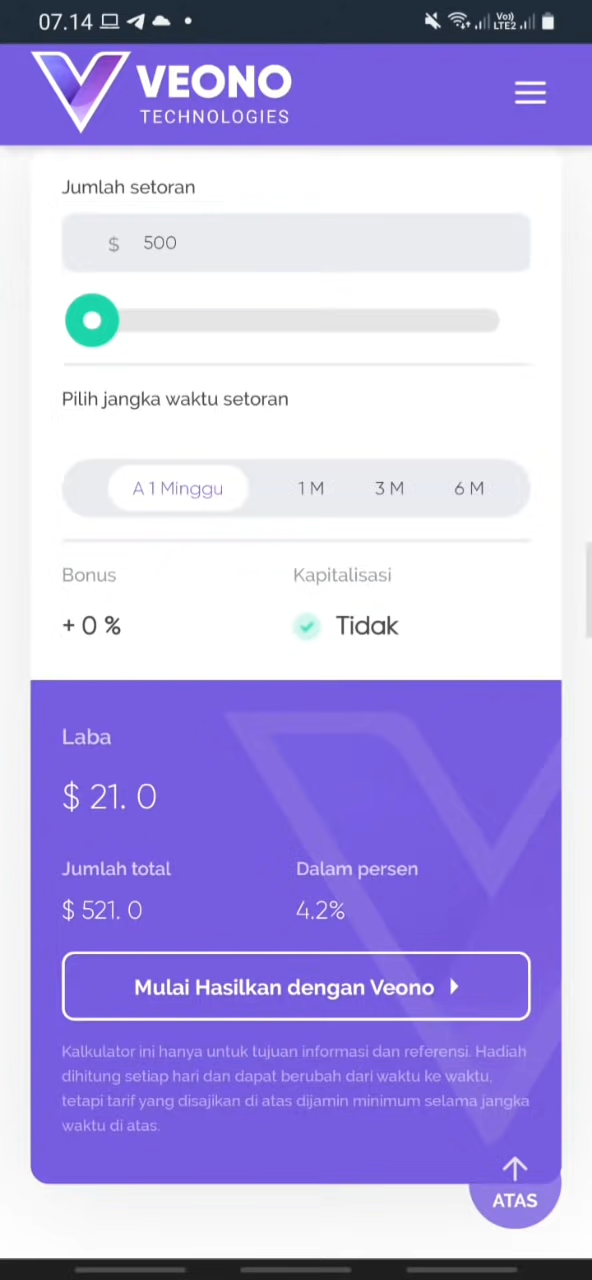 07.14
Vo))
LTE2
VEONO
TECHNOLOGIES
Jumlah setoran
$ 500
Pilih jangka waktu setoran
A 1 Minggu 1 M 3 M 6 M
Bonus Kapitalisasi
+ 0 % Tidak
Laba
$ 21. 0
Jumlah total Dalam persen
$ 521. 0 4.2%
Mulai Hasilkan dengan Veono
Kalkulator ini hanya untuk tujuan informasi dan referensi. Hadiah
dihitung setiap hari dan dapat berubah dari waktu ke waktu,
tetapi tarif yang disajikan di atas dijamin minimum selama jangka
waktu di atas.
ATAS